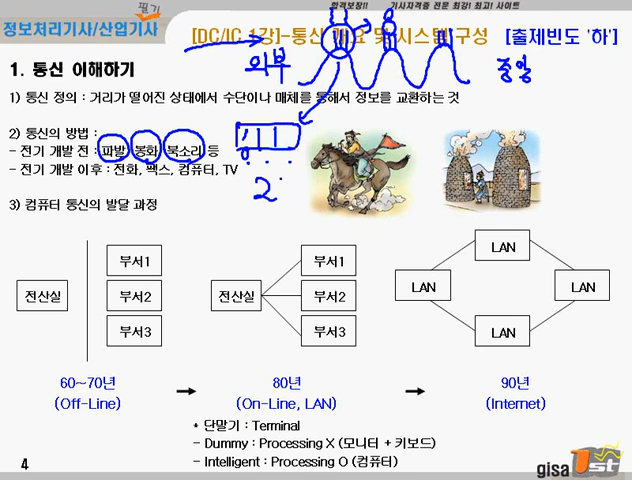 합격보장!! 기사자격증 전문 최강! 최고! 사이트
필기
정보처리기사/산업기사
[DC/IC 1강]-통신 개요 및 시스템 구성 [출제빈도 '하']
외부
중일
1. 통신 이해하기
1) 통신 정의 : 거리가 떨어진 상태에서 수단이나 매체를 통해서 정보를 교환하는 것
2) 통신의 방법 :
- 전기 개발 전 : 파발, 봉화, 북소리 등
- 전기 개발 이후 : 전화, 팩스, 컴퓨터, TV
2
3) 컴퓨터 통신의 발달 과정
전산실
부서1
부서2
부서3
전산실
부서1
부서2
부서3
LAN
LAN
LAN
LAN
60~70년
(Off-Line)
80년
(On-Line, LAN)
90년
(Internet)
* 단말기 : Terminal
- Dummy : Processing X (모니터 + 키보드)
- Intelligent : Processing O (컴퓨터)
4
gisa1st